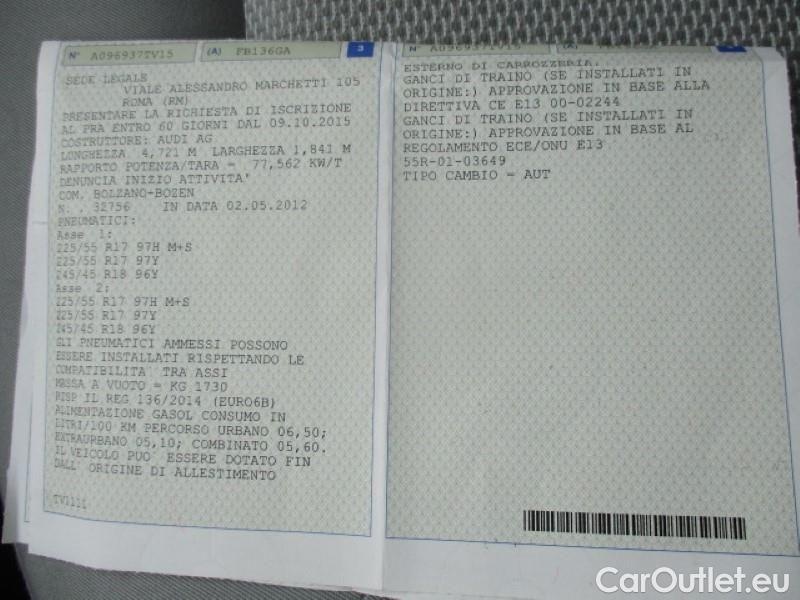 N° A096937TV15 (A) FB136GA 3
SEDE LEGALE
VIALE ALESSANDRO MARCHETTI 105
ROMA (RM)
PRESENTARE LA RICHIESTA DI ISCRIZIONE
AL PRA ENTRO 60 GIORNI DAL 09.10.2015
COSTRUTTORE: AUDI AG
LUNGHEZZA 4,721 M LARGHEZZA 1,841 M
RAPPORTO POTENZA/TARA = 77,562 KW/T
DENUNCIA INIZIO ATTIVITA'
COM. BOLZANO-BOZEN
N. . 32756 IN DATA 02.05.2012
PNEUMATICI:
Asse 1:
225/55 R17 97H M+S
225/55 R17 97Y
245/45 R18 96Y
Asse 2:
225/55 R17 97H M+S
225/55 R17 97Y
245/45 R18 96Y
GLI PNEUMATICI AMMESSI POSSONO
ESSERE INSTALLATI RISPETTANDO LE
COMPATIBILITA' TRA ASSI
MASSA A VUOTO = KG 1730
RISP IL REG 136/2014 (EURO6B)
ALIMENTAZIONE GASOL CONSUMO IN
LITRI/100 KM PERCORSO URBANO 06,50;
EXTRAURBANO 05,10; COMBINATO 05,60.
IL VEICOLO PUO' ESSERE DOTATO FIN
DALL' ORIGINE DI ALLESTIMENTO
TV1111
N° A096937TV15 (A)
ESTERNO DI CARROZZERIA.
GANCI DI TRAINO (SE INSTALLATI IN
ORIGINE:) APPROVAZIONE IN BASE ALLA
DIRETTIVA CE E13 00-02244
GANCI DI TRAINO (SE INSTALLATI IN
ORIGINE:) APPROVAZIONE IN BASE AL
REGOLAMENTO ECE/ONU E13
55R-01-03649
TIPO CAMBIO = AUT
CarOutlet.eu